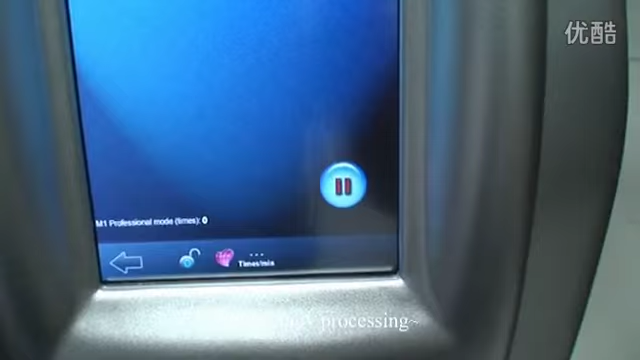 优酷
M1 Professional mode (times): 0
...
Times/min
processing~